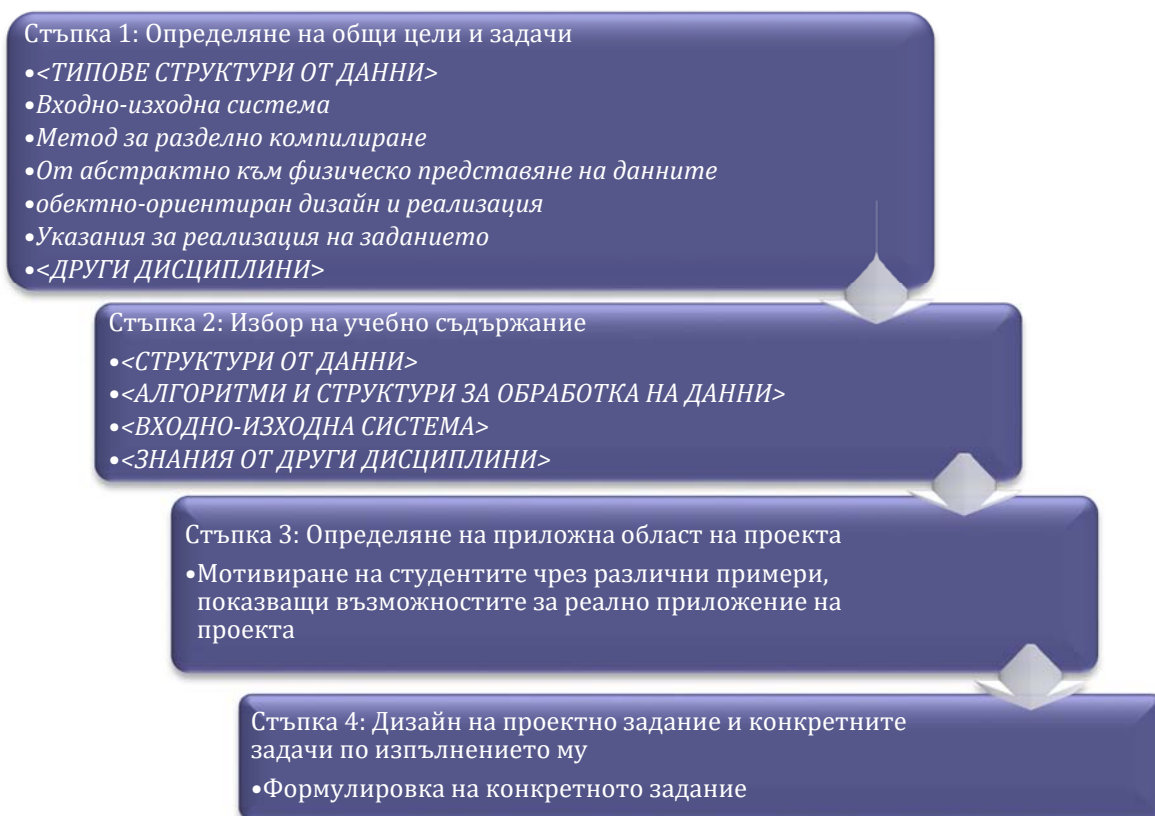 Стъпка 1: Определяне на общи цели и задачи
•<ТИПОВЕ СТРУКТУРИ ОТ ДАННИ>
•Входно-изходна система
•Метод за разделно компилиране
•От абстрактно към физическо представяне на данните
•обектно-ориентиран дизайн и реализация
•Указания за реализация на заданието
•<ДРУГИ ДИСЦИПЛИНИ>
Стъпка 2: Избор на учебно съдържание
•<СТРУКТУРИ ОТ ДАННИ>
•<АЛГОРИТМИ И СТРУКТУРИ ЗА ОБРАБОТКА НА ДАННИ>
•<ВХОДНО-ИЗХОДНА СИСТЕМА>
•<ЗНАНИЯ ОТ ДРУГИ ДИСЦИПЛИНИ>
Стъпка 3: Определяне на приложна област на проекта
•Мотивиране на студентите чрез различни примери,
показващи възможностите за реално приложение на
проекта
Стъпка 4: Дизайн на проектно задание и конкретните
задачи по изпълнението му
•Формулировка на конкретното задание